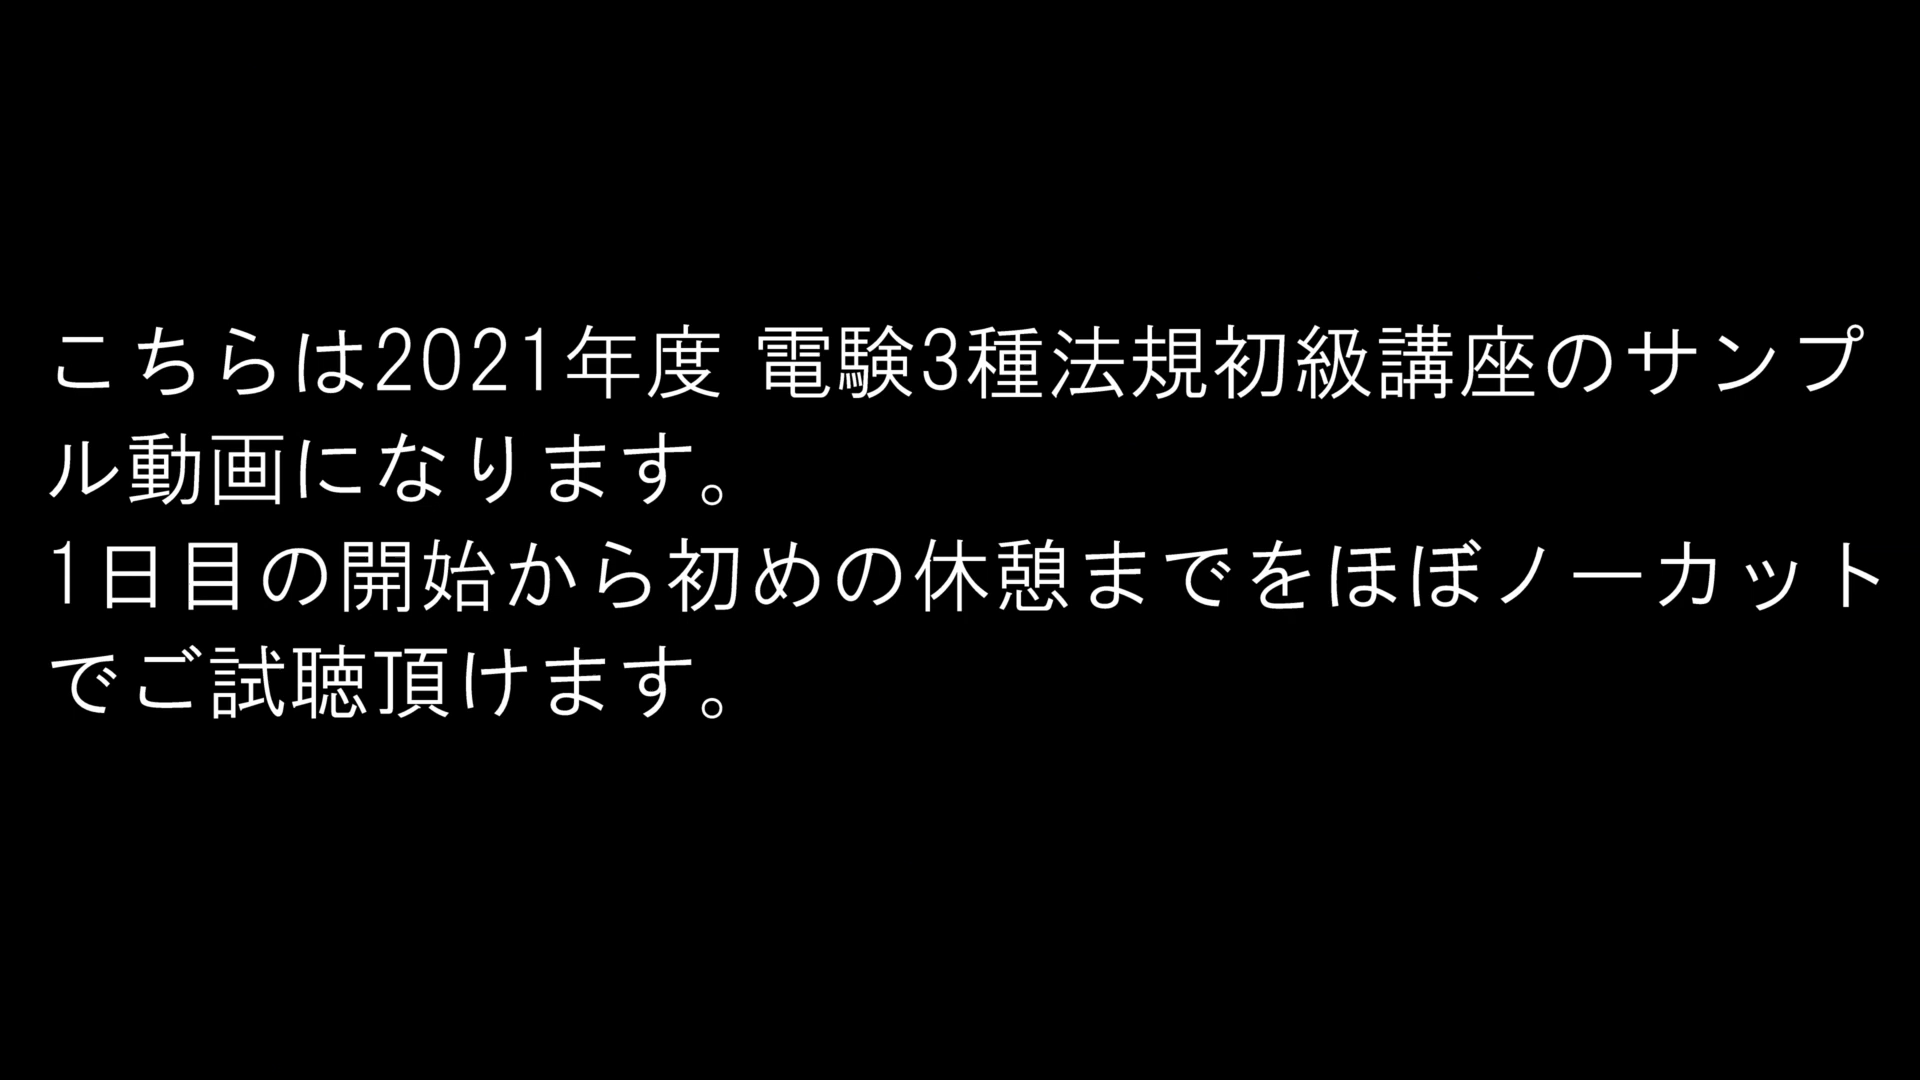 こちらは2021年度 電験3種法規初級講座のサンプ
ル動画になります。
1日目の開始から初めの休憩までをほぼノーカット
でご試聴頂けます。